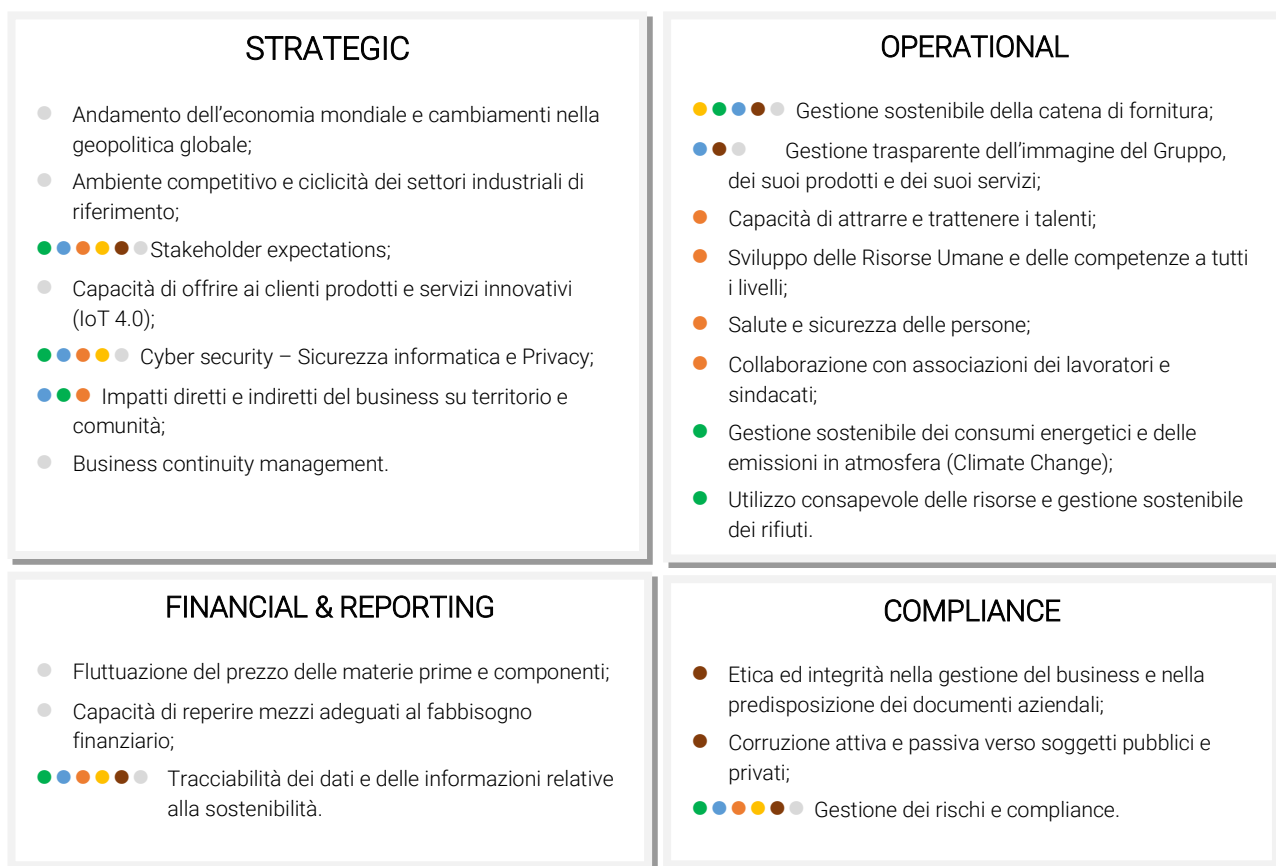 STRATEGIC
Andamento dell'economia mondiale e cambiamenti nella
geopolitica globale;
Ambiente competitivo e ciclicità dei settori industriali di
riferimento;
Stakeholder expectations;
Capacità di offrire ai clienti prodotti e servizi innovativi
(IoT 4.0);
Cyber security – Sicurezza informatica e Privacy;
Impatti diretti e indiretti del business su territorio e
comunità;
Business continuity management.
OPERATIONAL
Gestione sostenibile della catena di fornitura;
Gestione trasparente dell'immagine del Gruppo,
dei suoi prodotti e dei suoi servizi;
Capacità di attrarre e trattenere i talenti;
Sviluppo delle Risorse Umane e delle competenze a tutti
i livelli;
Salute e sicurezza delle persone;
Collaborazione con associazioni dei lavoratori e
sindacati;
Gestione sostenibile dei consumi energetici e delle
emissioni in atmosfera (Climate Change);
Utilizzo consapevole delle risorse e gestione sostenibile
dei rifiuti.
FINANCIAL & REPORTING
Fluttuazione del prezzo delle materie prime e componenti;
Capacità di reperire mezzi adeguati al fabbisogno
finanziario;
Tracciabilità dei dati e delle informazioni relative
alla sostenibilità.
COMPLIANCE
Etica ed integrità nella gestione del business e nella
predisposizione dei documenti aziendali;
Corruzione attiva e passiva verso soggetti pubblici e
privati;
Gestione dei rischi e compliance.